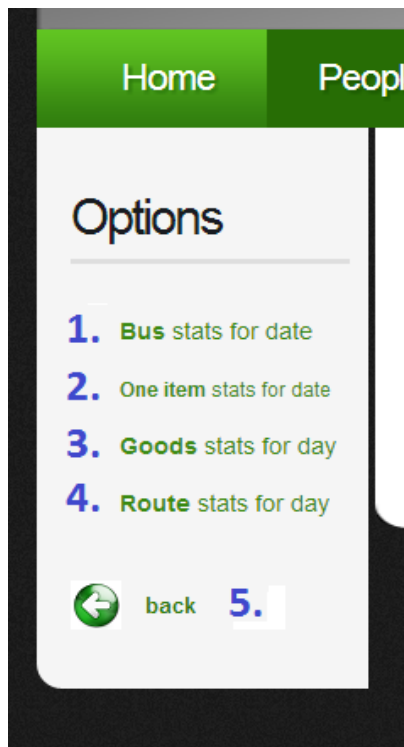 Home Peopl
Options
1. Bus stats for date
2. One item stats for date
3. Goods stats for day
4. Route stats for day
back 5.